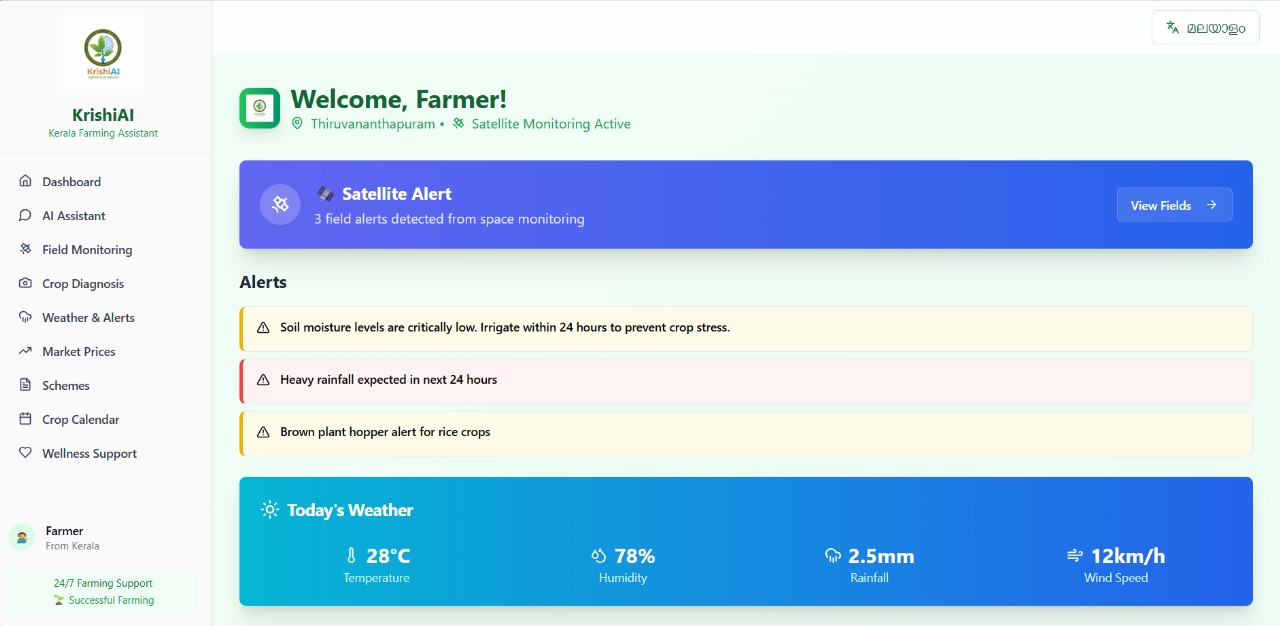 KrishiAI
KrishiAI
Kerala Farming Assistant
Dashboard
AI Assistant
Field Monitoring
Crop Diagnosis
Weather & Alerts
Market Prices
Schemes
Crop Calendar
Wellness Support
Farmer
From Kerala
24/7 Farming Support
Successful Farming
മലയാളം
Welcome, Farmer!
Thiruvananthapuram • Satellite Monitoring Active
Satellite Alert
3 field alerts detected from space monitoring
View Fields
Alerts
Soil moisture levels are critically low. Irrigate within 24 hours to prevent crop stress.
Heavy rainfall expected in next 24 hours
Brown plant hopper alert for rice crops
Today's Weather
28°C 78% 2.5mm 12km/h
Temperature Humidity Rainfall Wind Speed